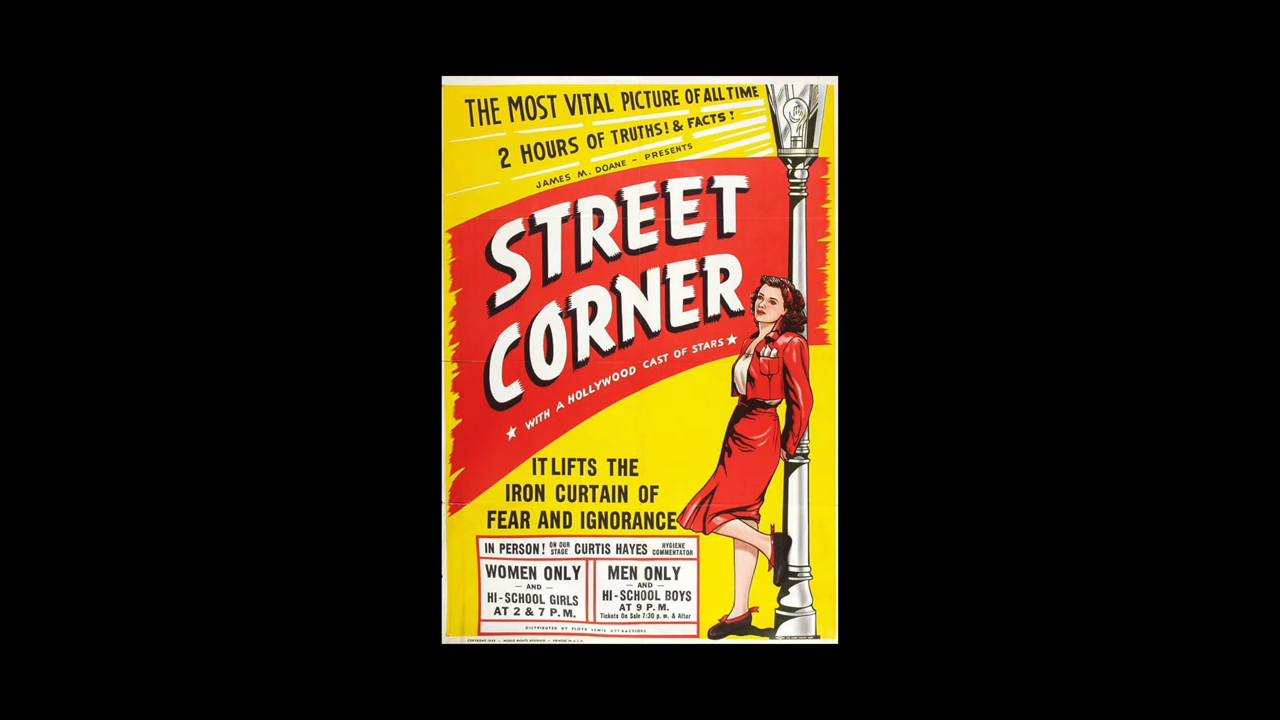 THE MOST VITAL PICTURE OF ALL TIME
2 HOURS OF TRUTHS! & FACTS!
JAMES M. DOANE - PRESENTS
STREET
CORNER
WITH A HOLLYWOOD CAST OF STARS
IT LIFTS THE
IRON CURTAIN OF
FEAR AND IGNORANCE
IN PERSON! ON OUR STAGE CURTIS HAYES HYGIENE COMMENTATOR
WOMEN ONLY
— AND —
HI-SCHOOL GIRLS
AT 2 & 7 P.M.
MEN ONLY
— AND —
HI-SCHOOL BOYS
AT 9 P.M.
Tickets On Sale 7:30 p. m. & After
DISTRIBUTED BY FLOYD LEWIS ATTRACTIONS